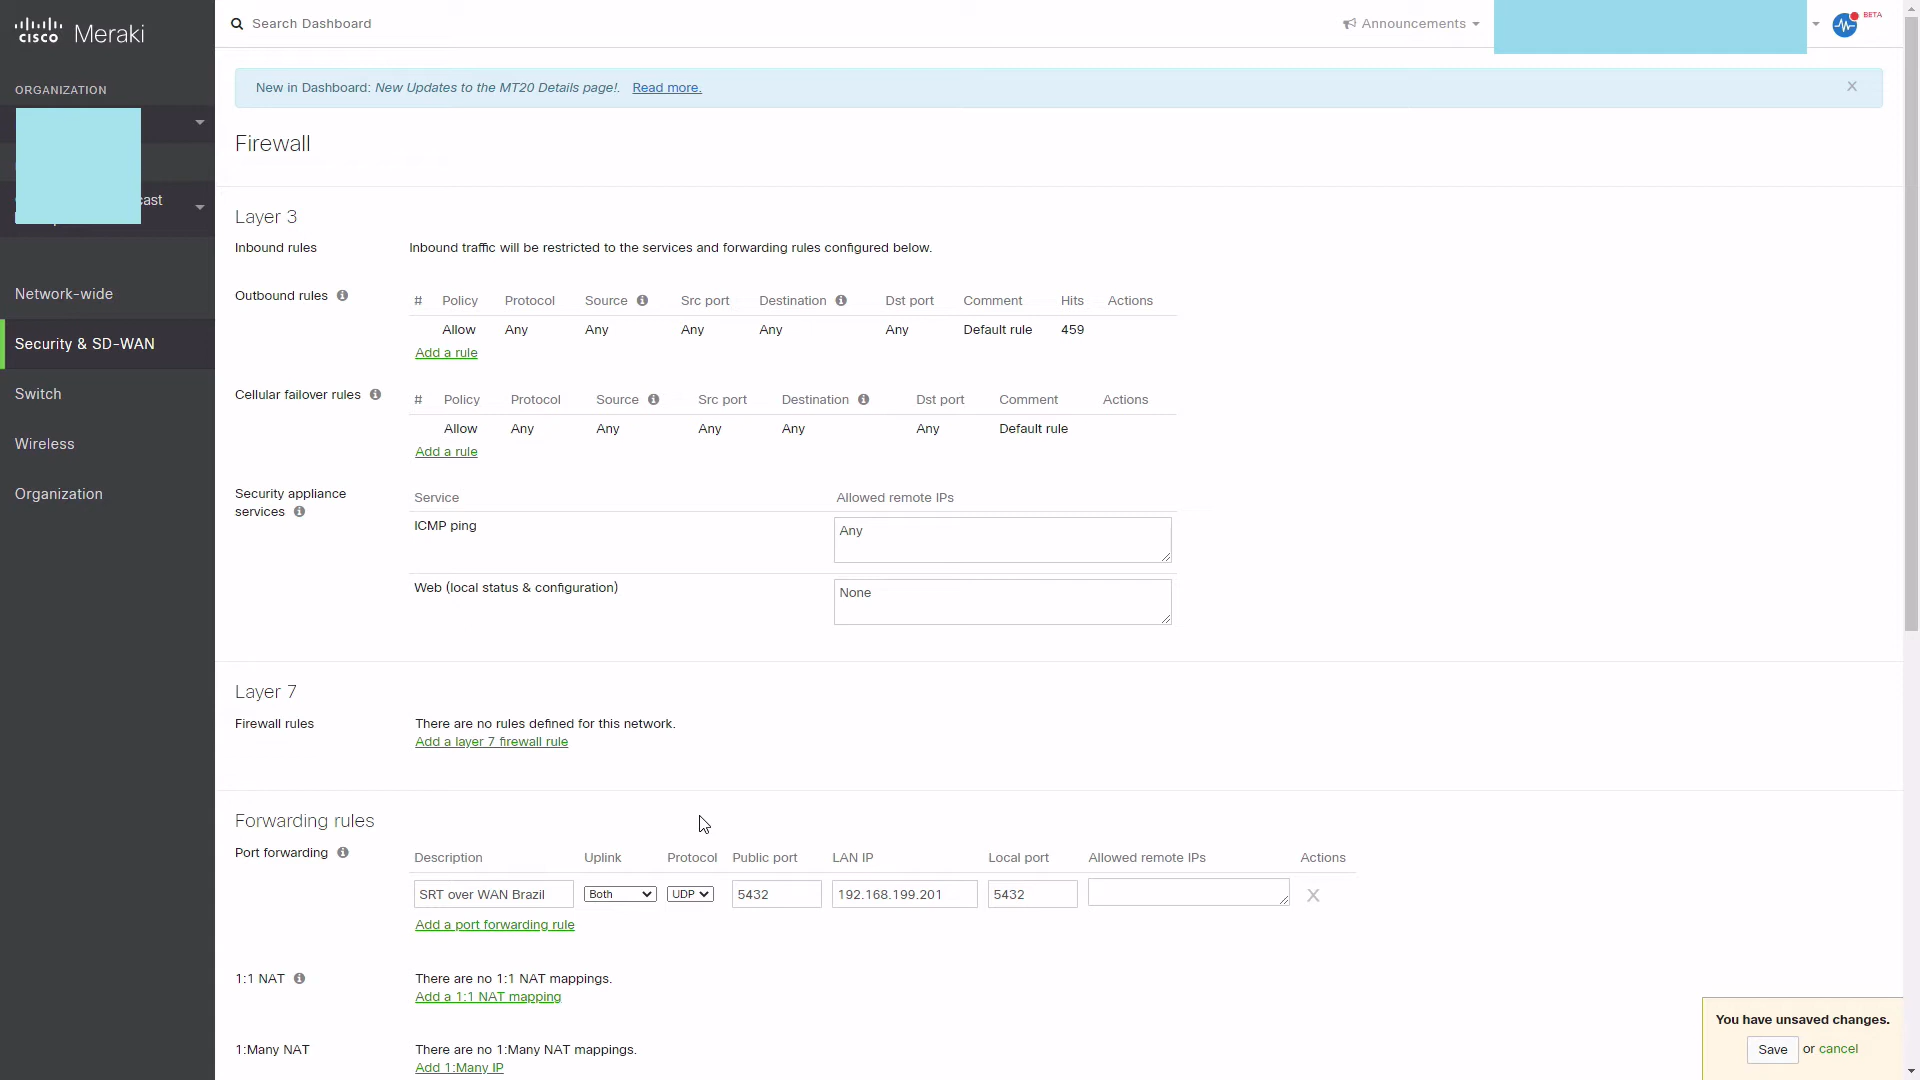 CISCO Meraki
Search Dashboard
Announcements
BETA
ORGANIZATION
cast
Network-wide
Security & SD-WAN
Switch
Wireless
Organization
New in Dashboard: New Updates to the MT20 Details page!. Read more.
X
Firewall
Layer 3
Inbound rules Inbound traffic will be restricted to the services and forwarding rules configured below.
Outbound rules i
# Policy Protocol Source i Src port Destination i Dst port Comment Hits Actions
Allow Any Any Any Any Any Default rule 459
Add a rule
Cellular failover rules i
# Policy Protocol Source i Src port Destination i Dst port Comment Actions
Allow Any Any Any Any Any Default rule
Add a rule
Security appliance
services i
Service Allowed remote IPs
ICMP ping Any
Web (local status & configuration) None
Layer 7
Firewall rules There are no rules defined for this network.
Add a layer 7 firewall rule
Forwarding rules
Port forwarding i
Description Uplink Protocol Public port LAN IP Local port Allowed remote IPs Actions
SRT over WAN Brazil Both UDP 5432 192.168.199.201 5432 X
Add a port forwarding rule
1:1 NAT i There are no 1:1 NAT mappings.
Add a 1:1 NAT mapping
1:Many NAT There are no 1:Many NAT mappings.
Add 1:Many IP
You have unsaved changes.
Save or cancel